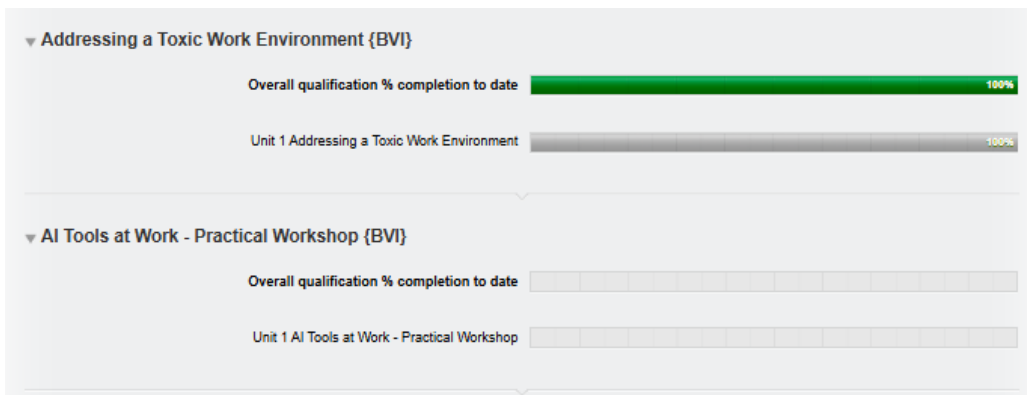 Addressing a Toxic Work Environment {BVI}
Overall qualification % completion to date 100%
Unit 1 Addressing a Toxic Work Environment 100%
AI Tools at Work - Practical Workshop {BVI}
Overall qualification % completion to date
Unit 1 AI Tools at Work - Practical Workshop